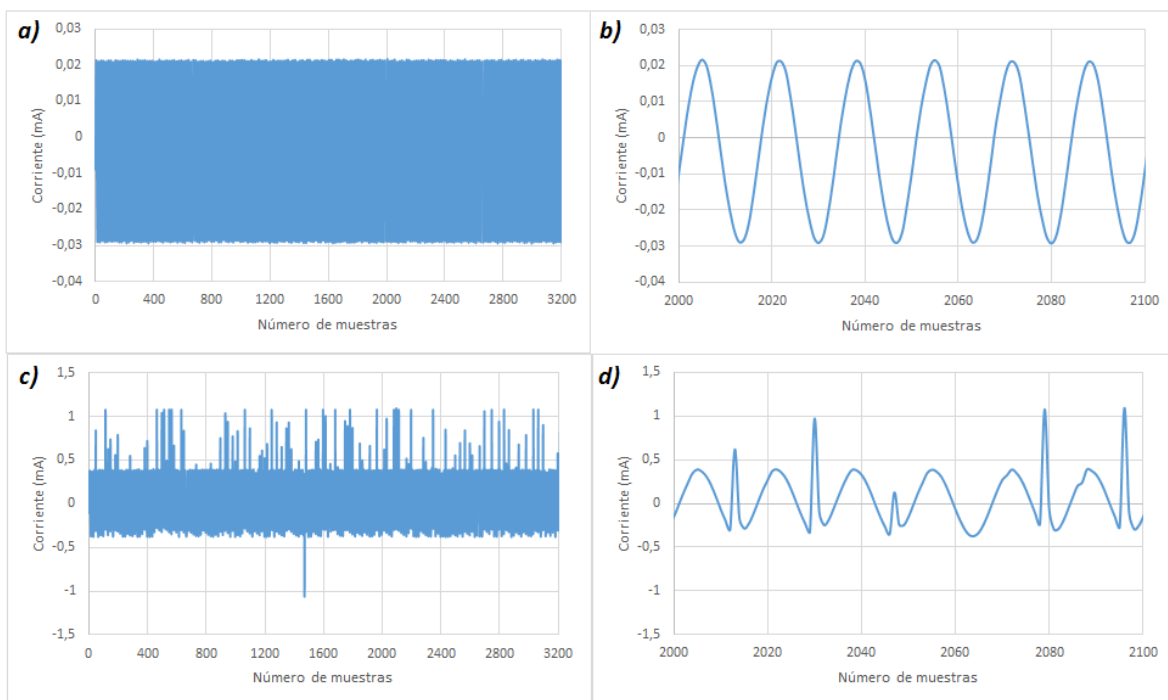 a)
0,03
0,02
0,01
0
-0,01
-0,02
-0,03
-0,04
Corriente (mA)
0 400 800 1200 1600 2000 2400 2800 3200
Número de muestras
b)
0,03
0,02
0,01
0
-0,01
-0,02
-0,03
-0,04
Corriente (mA)
2000 2020 2040 2060 2080 2100
Número de muestras
c)
1,5
1
0,5
0
-0,5
-1
-1,5
Corriente (mA)
0 400 800 1200 1600 2000 2400 2800 3200
Número de muestras
d)
1,5
1
0,5
0
-0,5
-1
-1,5
Corriente (mA)
2000 2020 2040 2060 2080 2100
Número de muestras